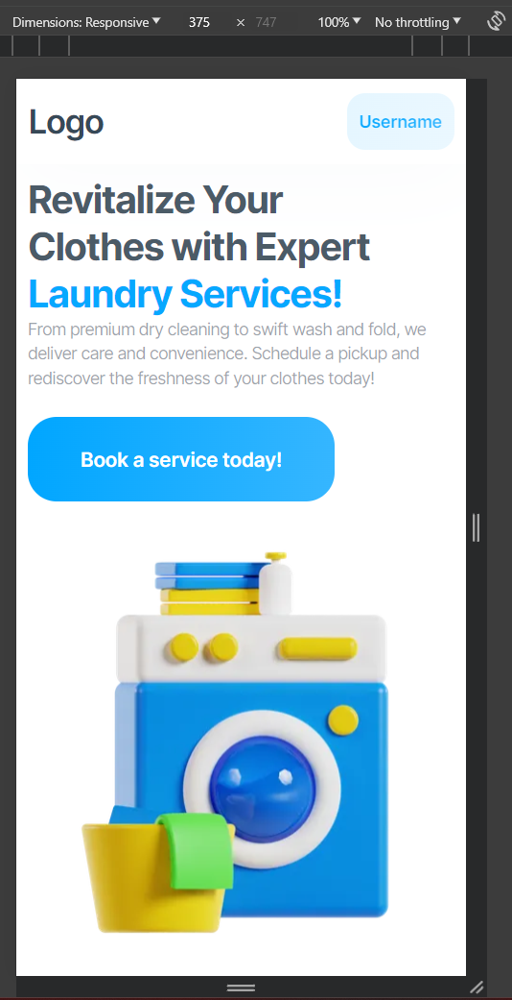 Dimensions: Responsive 375 × 747 100% No throttling
Logo Username
Revitalize Your
Clothes with Expert
Laundry Services!
From premium dry cleaning to swift wash and fold, we
deliver care and convenience. Schedule a pickup and
rediscover the freshness of your clothes today!
Book a service today!